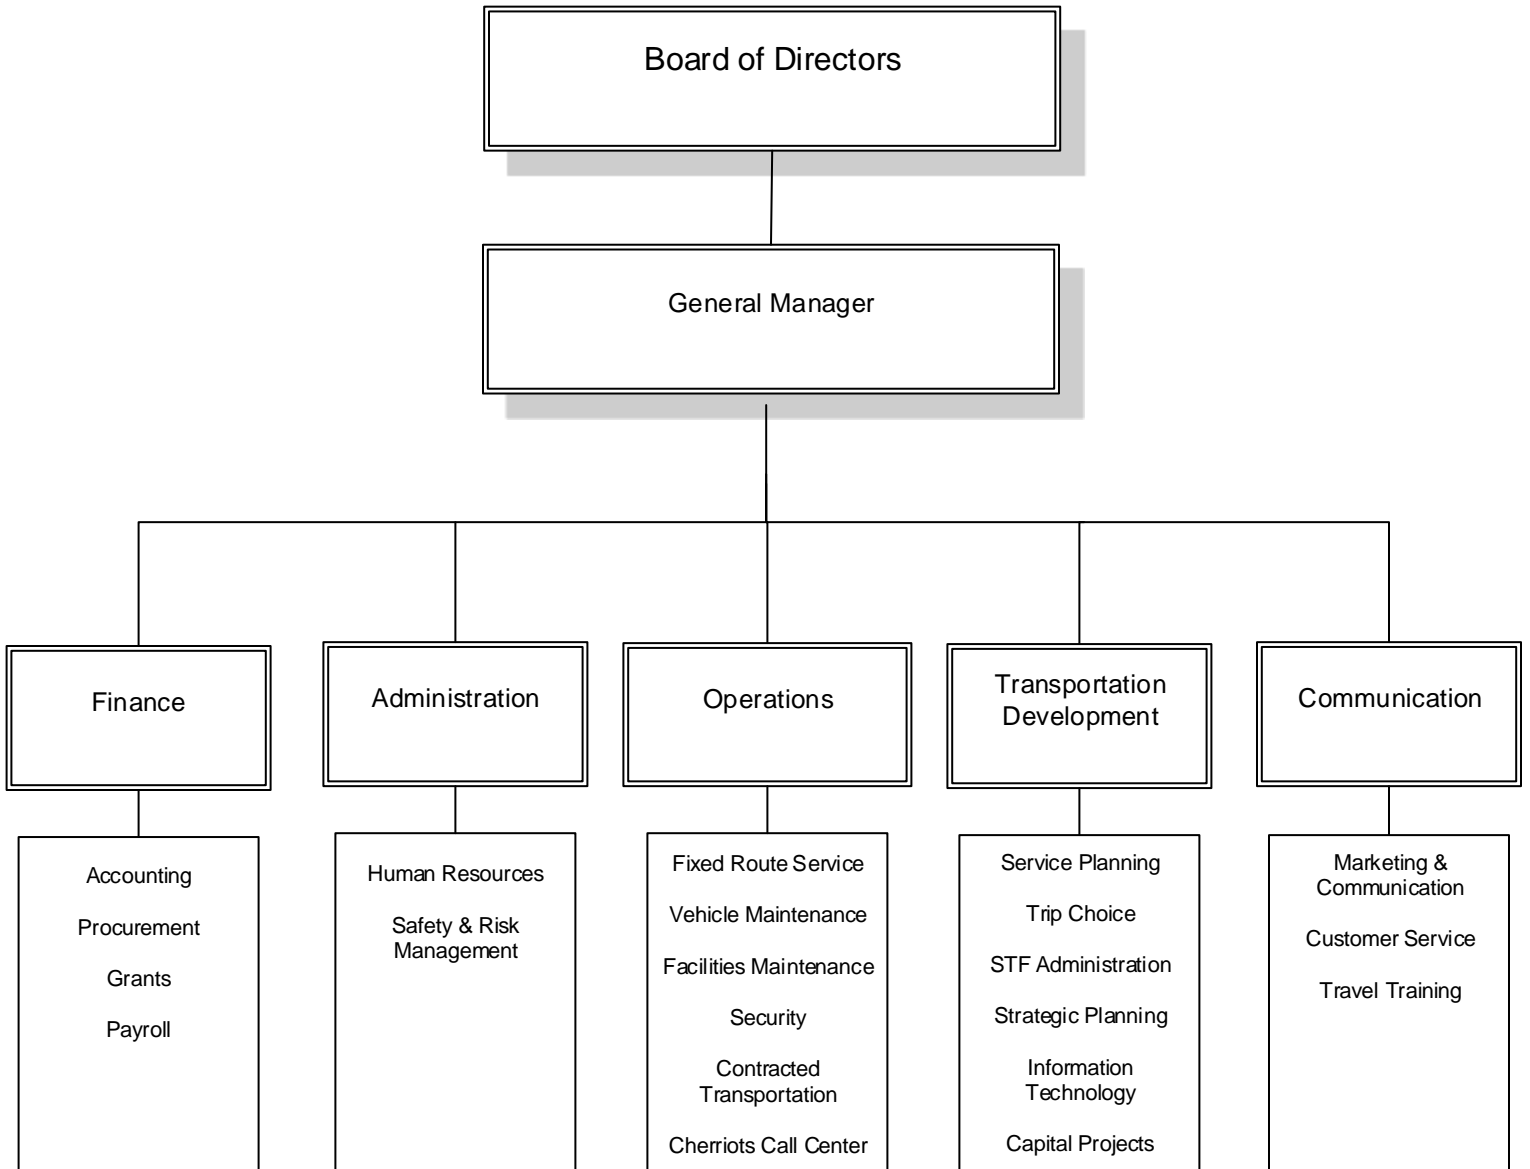 Board of Directors
General Manager
Finance
Administration
Operations
Transportation
Development
Communication
Accounting
Procurement
Grants
Payroll
Human Resources
Safety & Risk
Management
Fixed Route Service
Vehicle Maintenance
Facilities Maintenance
Security
Contracted
Transportation
Cherriots Call Center
Service Planning
Trip Choice
STF Administration
Strategic Planning
Information
Technology
Capital Projects
Marketing &
Communication
Customer Service
Travel Training